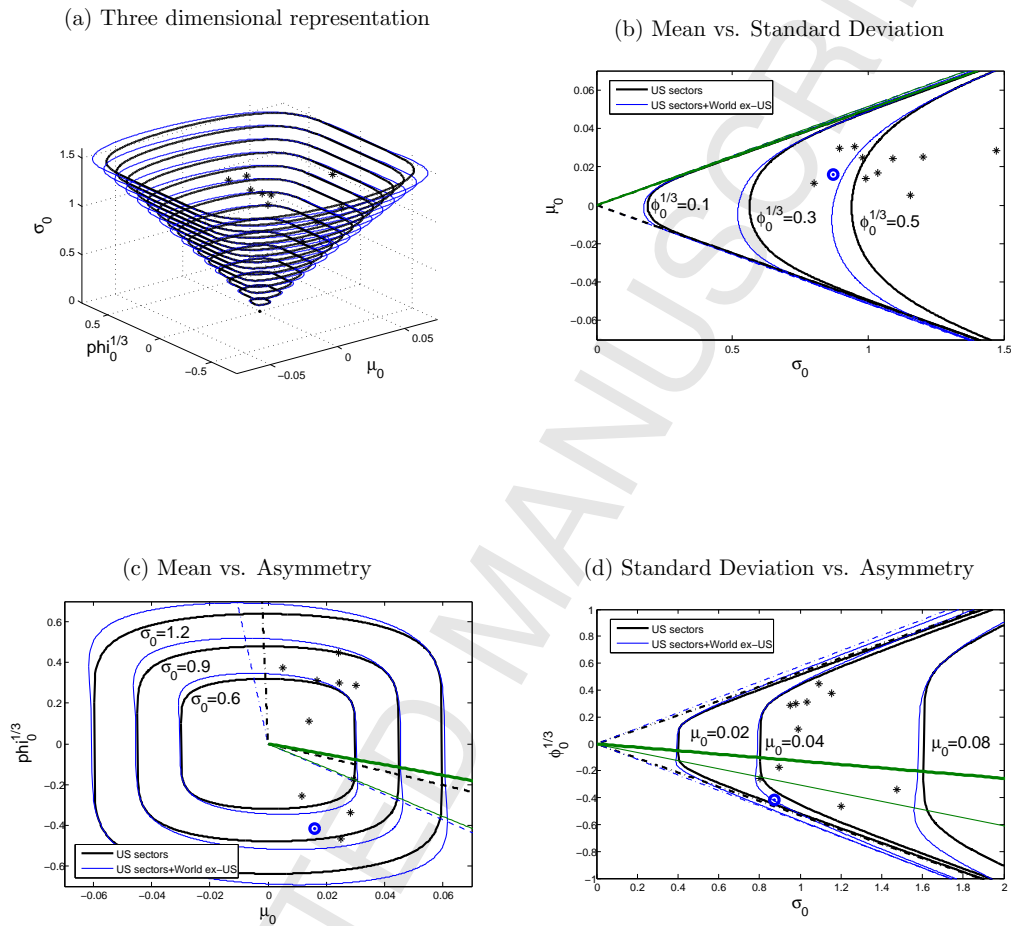 (a) Three dimensional representation
1.5
1
0.5
0
σ₀
0.5
0
−0.5
phi₀^1/3
−0.05
0
0.05
μ₀
(b) Mean vs. Standard Deviation
US sectors
US sectors+World ex−US
0.06
0.04
0.02
0
−0.02
−0.04
−0.06
μ₀
ϕ₀^1/3=0.1
ϕ₀^1/3=0.3
ϕ₀^1/3=0.5
0
0.5
1
1.5
σ₀
(c) Mean vs. Asymmetry
0.6
0.4
0.2
0
−0.2
−0.4
−0.6
phi₀^1/3
σ₀=1.2
σ₀=0.9
σ₀=0.6
US sectors
US sectors+World ex−US
−0.06
−0.04
−0.02
0
0.02
0.04
0.06
μ₀
(d) Standard Deviation vs. Asymmetry
US sectors
US sectors+World ex−US
1
0.8
0.6
0.4
0.2
0
−0.2
−0.4
−0.6
−0.8
−1
ϕ₀^1/3
μ₀=0.02
μ₀=0.04
μ₀=0.08
0
0.2
0.4
0.6
0.8
1
1.2
1.4
1.6
1.8
2
σ₀
TED MANUSCRI